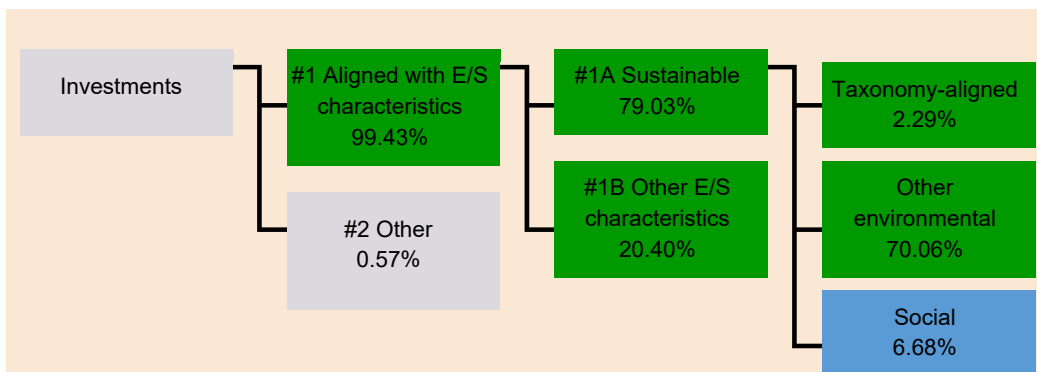 Investments
#1 Aligned with E/S
characteristics
99.43%
#2 Other
0.57%
#1A Sustainable
79.03%
#1B Other E/S
characteristics
20.40%
Taxonomy-aligned
2.29%
Other
environmental
70.06%
Social
6.68%